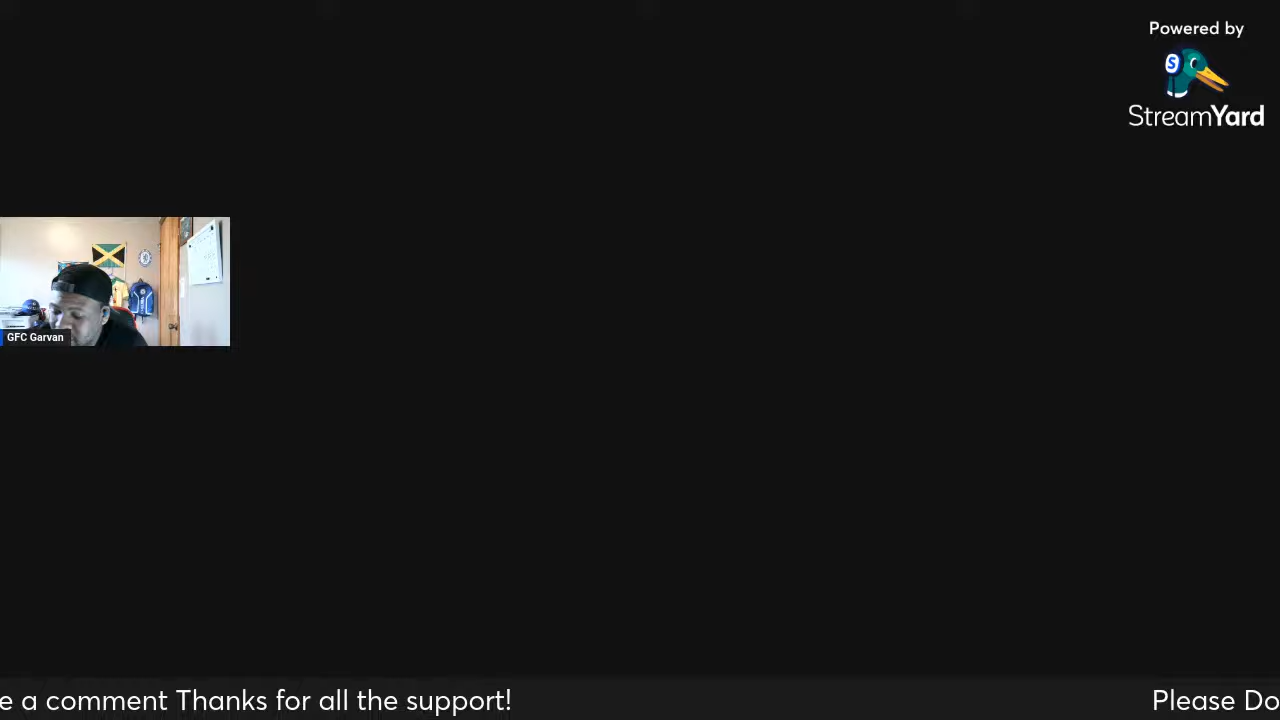 Powered by
S
StreamYard
GFC Garvan
e a comment Thanks for all the support!
Please Do